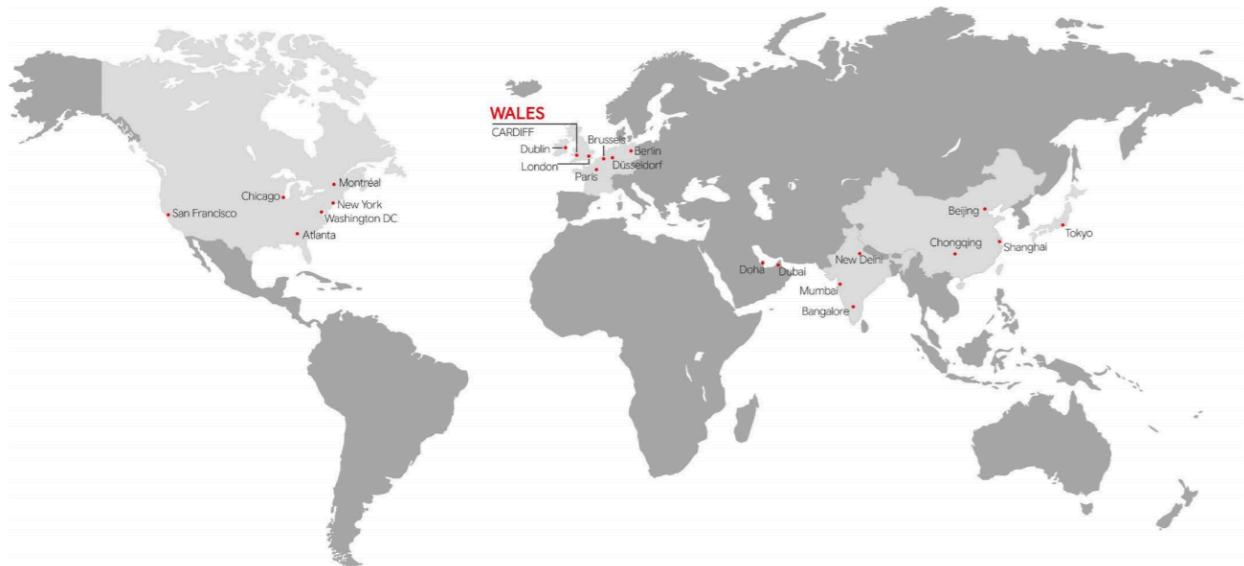 WALES
CARDIFF
Brussels
Dublin
Berlin
London
Düsseldorf
Paris
Montréal
Chicago
New York
San Francisco
Washington DC
Atlanta
Beijing
Tokyo
Chongqing
Shanghai
New Delhi
Doha
Dubai
Mumbai
Bangalore